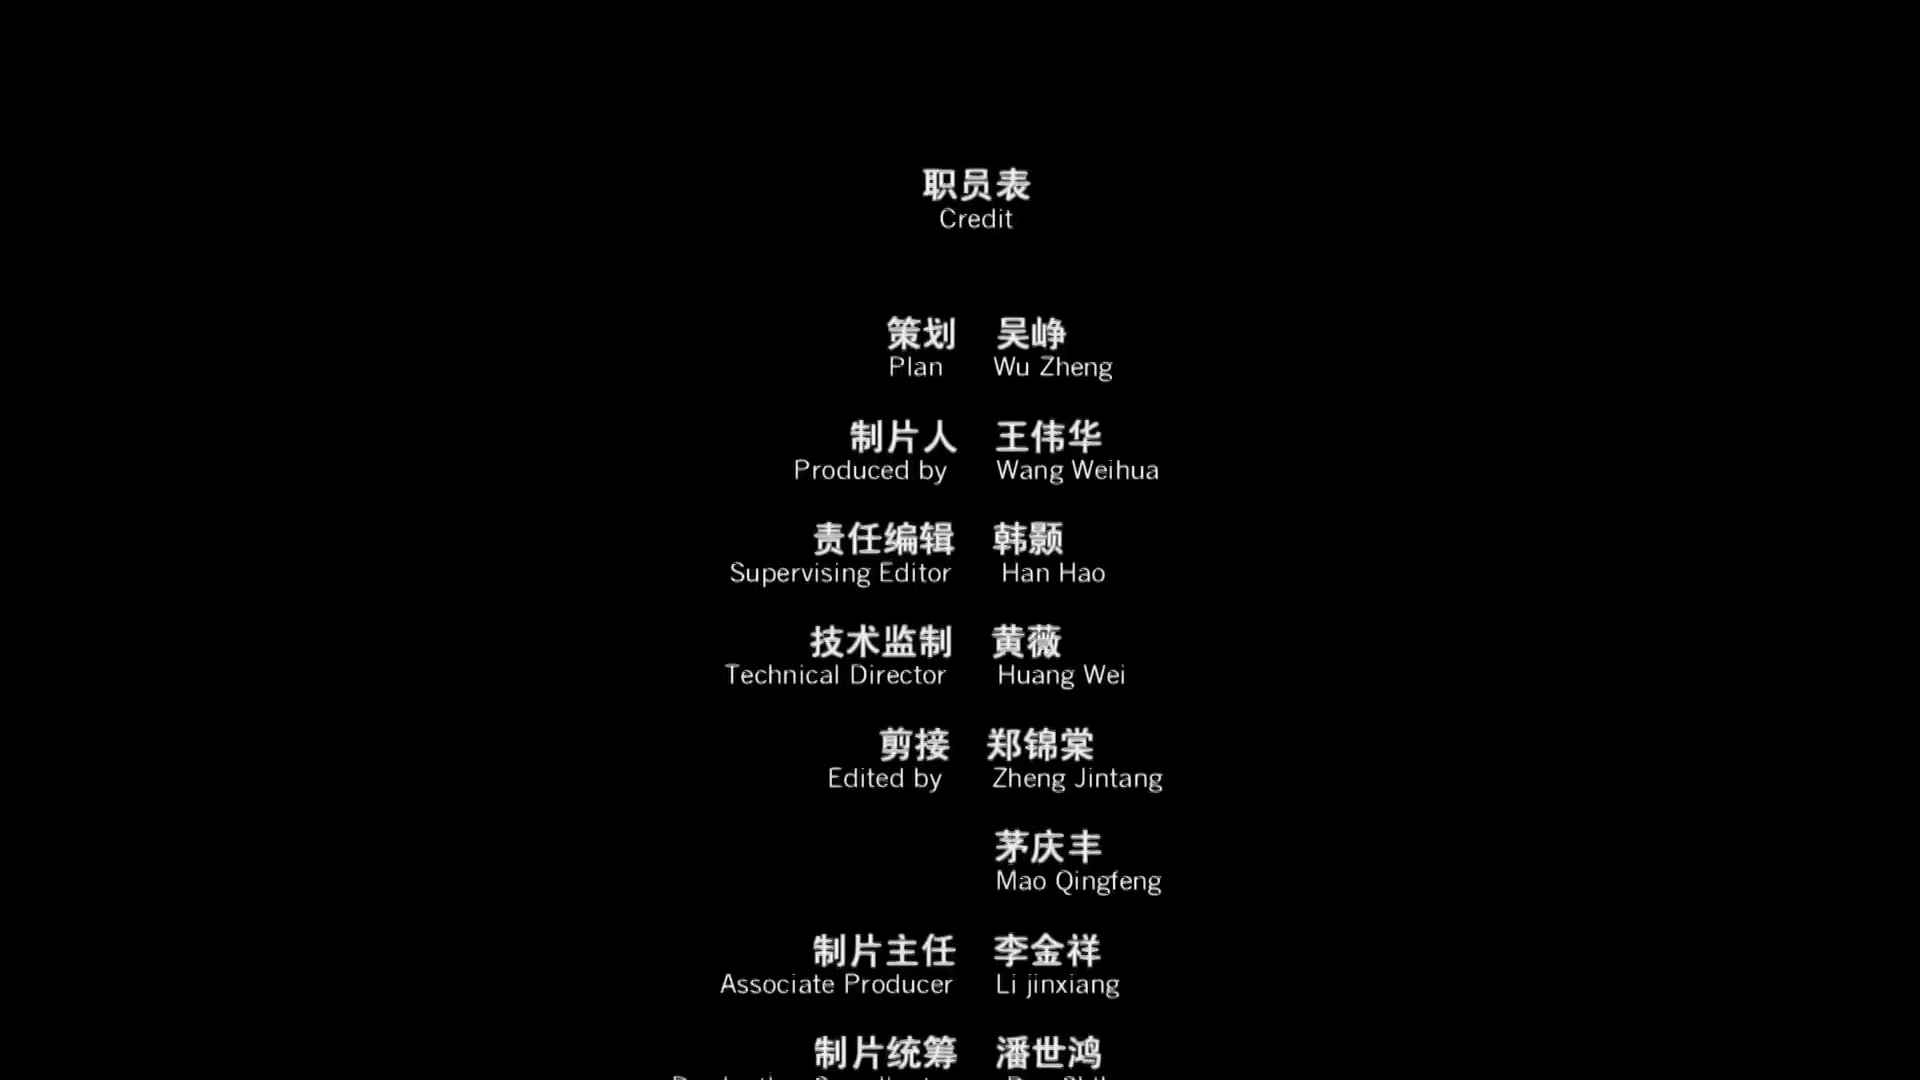 职员表
Credit
策划 吴峥
Plan Wu Zheng
制片人 王伟华
Produced by Wang Weihua
责任编辑 韩颢
Supervising Editor Han Hao
技术监制 黄薇
Technical Director Huang Wei
剪接 郑锦棠
Edited by Zheng Jintang
茅庆丰
Mao Qingfeng
制片主任 李金祥
Associate Producer Li jinxiang
制片统筹 潘世鸿